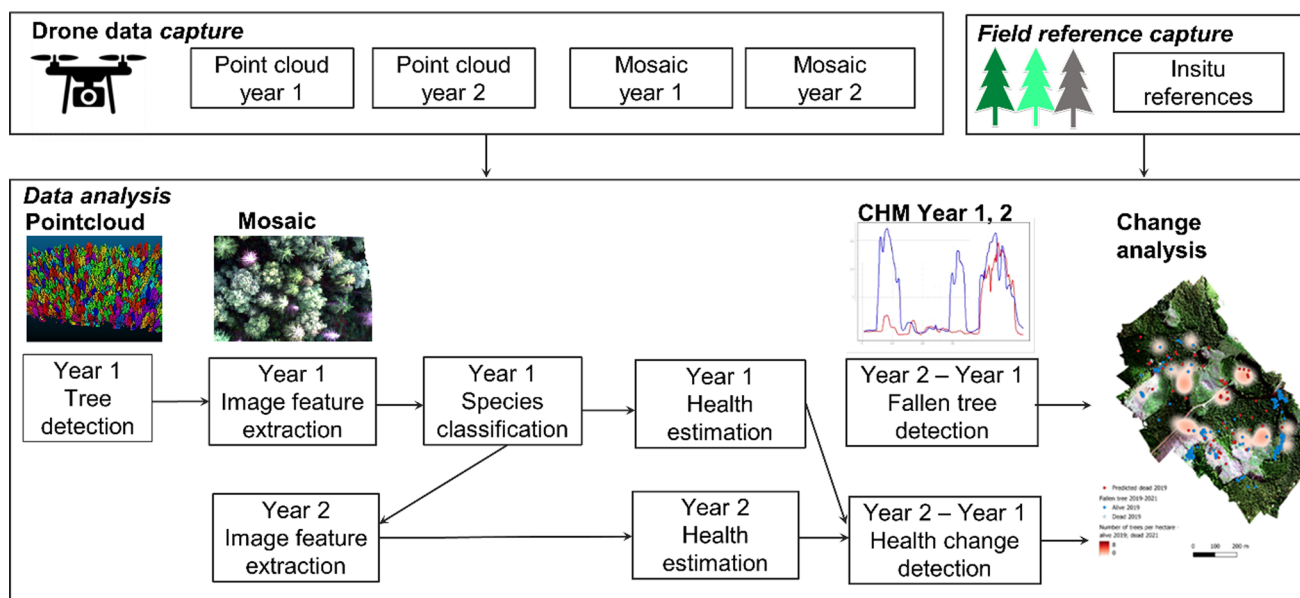 Drone data capture
Point cloud
year 1
Point cloud
year 2
Mosaic
year 1
Mosaic
year 2
Field reference capture
Insitu
references
Data analysis
Pointcloud
Mosaic
CHM Year 1, 2
Change
analysis
Year 1
Tree
detection
Year 1
Image feature
extraction
Year 1
Species
classification
Year 1
Health
estimation
Year 2 – Year 1
Fallen tree
detection
Year 2
Image feature
extraction
Year 2
Health
estimation
Year 2 – Year 1
Health change
detection
Predicted dead 2019
Fallen tree 2019-2021
Alive 2019
Dead 2019
Number of trees per hectare -
alive 2019; dead 2021
8
0
0 100 200 m